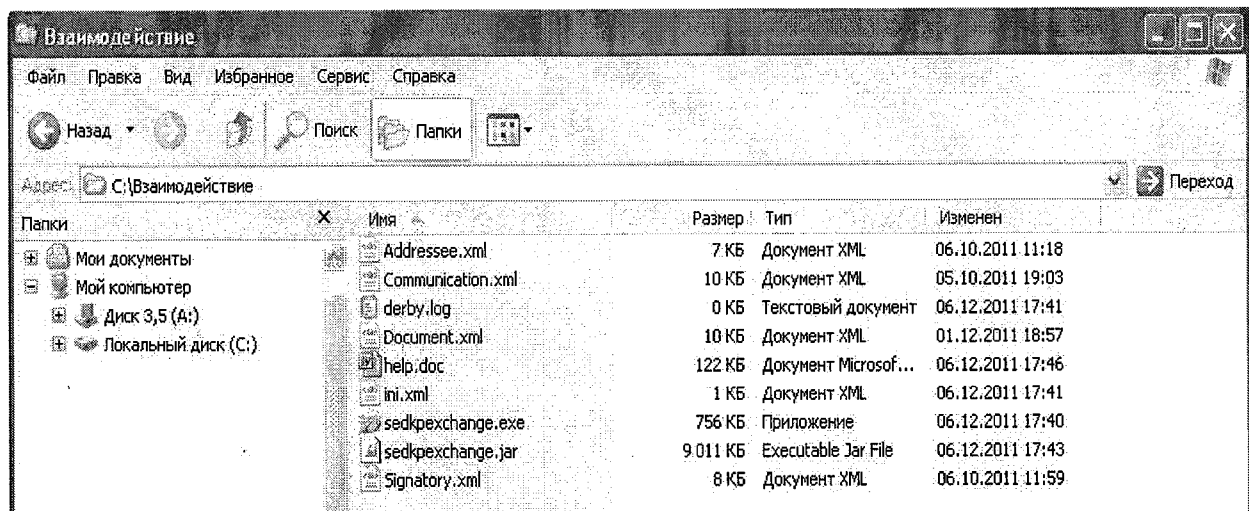 Взаимодействие
Файл Правка Вид Избранное Сервис Справка
Назад Поиск Папки
Адрес: C:\Взаимодействие Переход
Папки Имя Размер Тип Изменен
Мои документы
Мой компьютер
Диск 3,5 (A:)
Локальный диск (C:)
Addressee.xml 7 КБ Документ XML 06.10.2011 11:18
Communication.xml 10 КБ Документ XML 05.10.2011 19:03
derby.log 0 КБ Текстовый документ 06.12.2011 17:41
Document.xml 10 КБ Документ XML 01.12.2011 18:57
help.doc 122 КБ Документ Microsof... 06.12.2011 17:46
ini.xml 1 КБ Документ XML 06.12.2011 17:41
sedkpexchange.exe 756 КБ Приложение 06.12.2011 17:40
sedkpexchange.jar 9 011 КБ Executable Jar File 06.12.2011 17:43
Signatory.xml 8 КБ Документ XML 06.10.2011 11:59